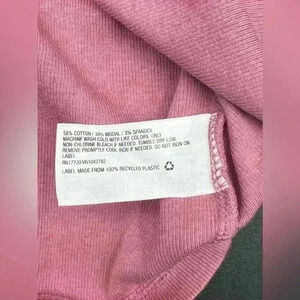 58% COTTON / 39% MODAL / 3% SPANDEX
MACHINE WASH COLD WITH LIKE COLORS. ONLY
NON-CHLORINE BLEACH IF NEEDED. TUMBLE DRY LOW.
REMOVE PROMPTLY. COOL IRON IF NEEDED. DO NOT IRON ON
LABEL.
RN17733 VN1042782
LABEL MADE FROM 100% RECYCLED PLASTIC